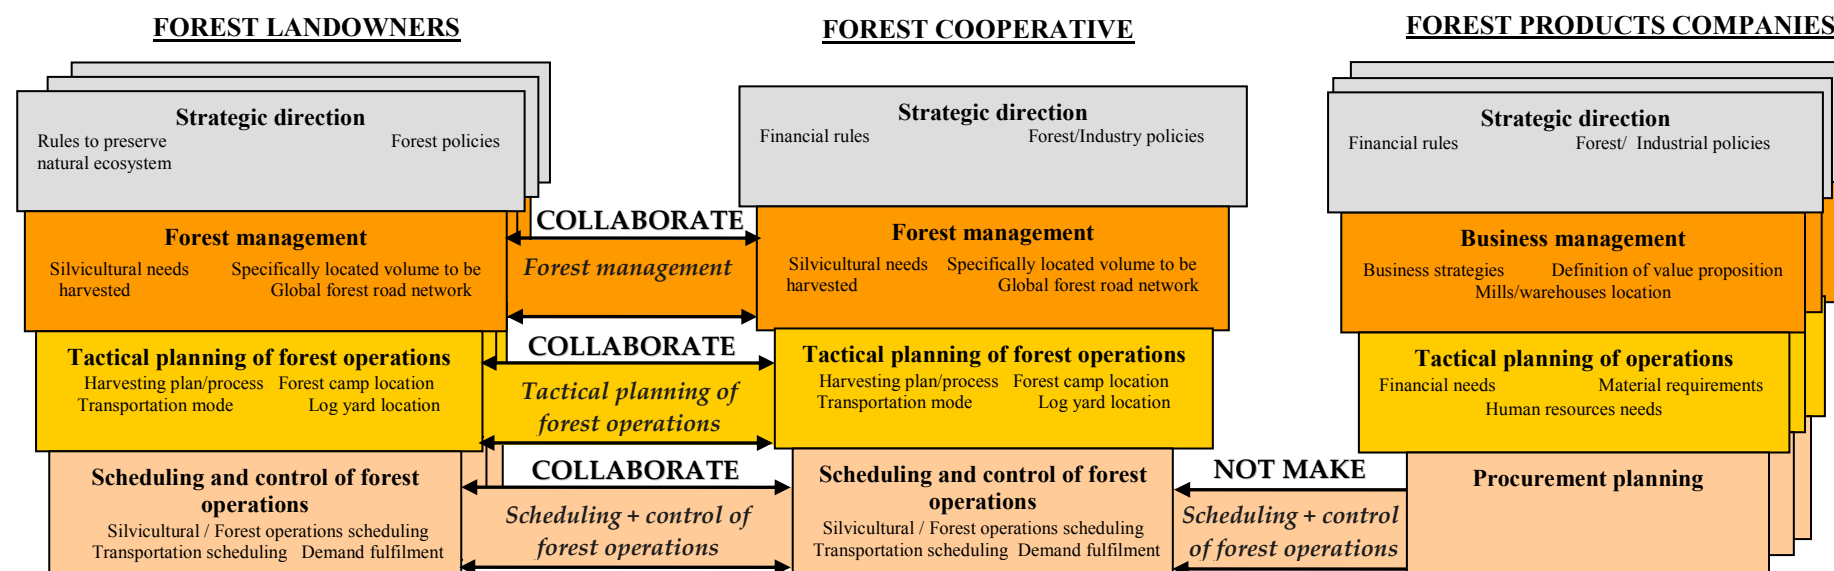 FOREST LANDOWNERS
Strategic direction
Rules to preserve Forest policies
natural ecosystem
Forest management
Silvicultural needs Specifically located volume to be
harvested Global forest road network
Tactical planning of forest operations
Harvesting plan/process Forest camp location
Transportation mode Log yard location
Scheduling and control of forest
operations
Silvicultural / Forest operations scheduling
Transportation scheduling Demand fulfilment
COLLABORATE
Forest management
COLLABORATE
Tactical planning of
forest operations
COLLABORATE
Scheduling + control of
forest operations
FOREST COOPERATIVE
Strategic direction
Financial rules Forest/Industry policies
Forest management
Silvicultural needs Specifically located volume to be
harvested Global forest road network
Tactical planning of forest operations
Harvesting plan/process Forest camp location
Transportation mode Log yard location
Scheduling and control of forest
operations
Silvicultural / Forest operations scheduling
Transportation scheduling Demand fulfilment
NOT MAKE
Scheduling + control
of forest operations
FOREST PRODUCTS COMPANIES
Strategic direction
Financial rules Forest/ Industrial policies
Business management
Business strategies Definition of value proposition
Mills/warehouses location
Tactical planning of operations
Financial needs Material requirements
Human resources needs
Procurement planning